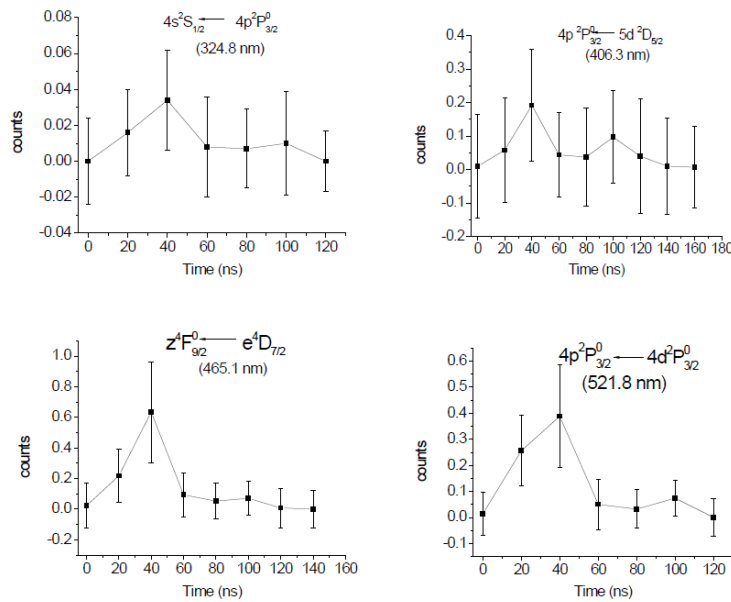 4s²S₁/₂ ← 4p²P⁰₃/₂
(324.8 nm)
0.08
0.06
0.04
0.02
0.00
-0.02
-0.04
counts
0 20 40 60 80 100 120
Time (ns)
4p ²P⁰₃/₂ ← 5d ²D₅/₂
(406.3 nm)
0.4
0.3
0.2
0.1
0.0
-0.1
-0.2
counts
0 20 40 60 80 100 120 140 160 180
Time (ns)
z⁴F⁰₉/₂ ← e⁴D₇/₂
(465.1 nm)
1.0
0.8
0.6
0.4
0.2
0.0
-0.2
counts
0 20 40 60 80 100 120 140 160
Time (ns)
4p²P⁰₃/₂ ← 4d²P⁰₃/₂
(521.8 nm)
0.6
0.5
0.4
0.3
0.2
0.1
0.0
-0.1
counts
0 20 40 60 80 100 120
Time (ns)